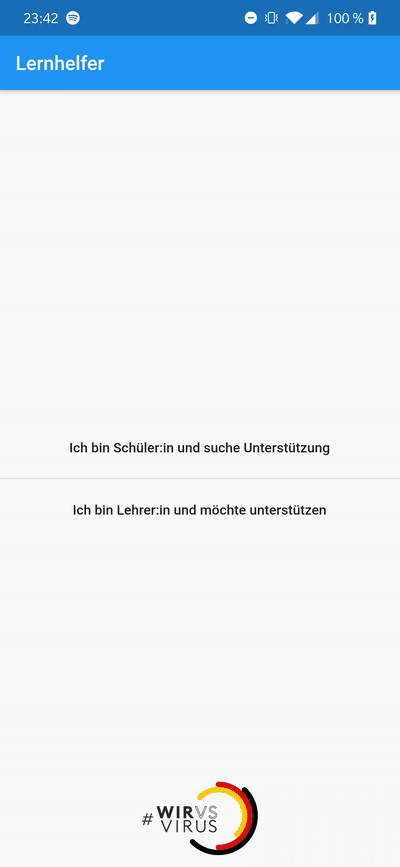 23:42 100 %
Lernhelfer
Ich bin Schüler:in und suche Unterstützung
Ich bin Lehrer:in und möchte unterstützen
# WIRVS
VIRUS